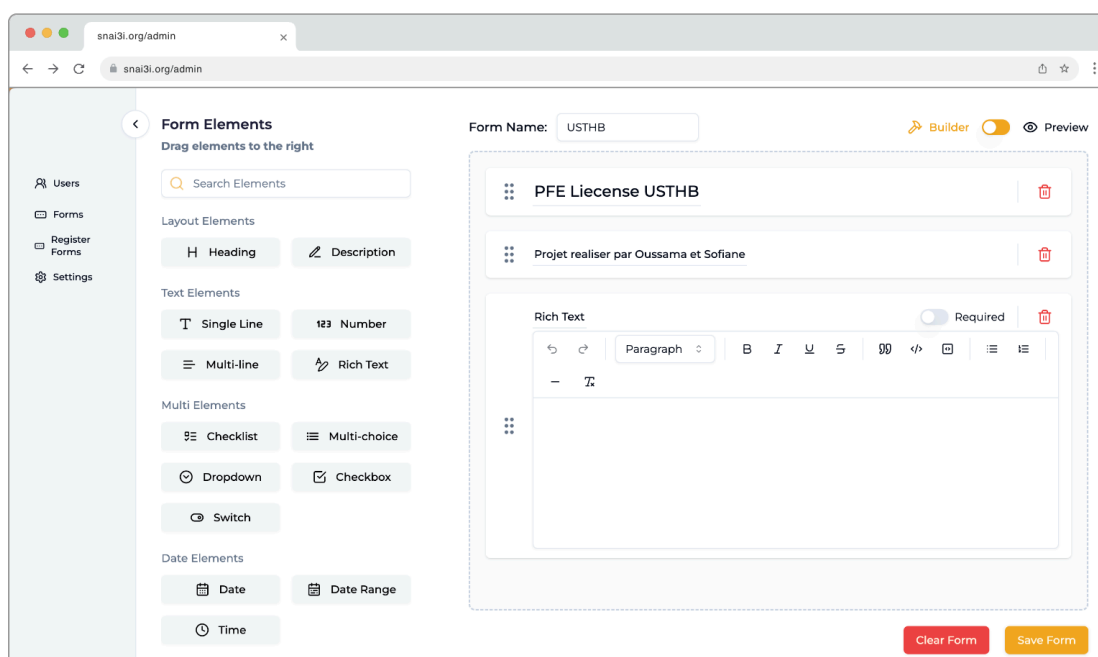 snai3i.org/admin
snai3i.org/admin
Users
Forms
Register
Forms
Settings
Form Elements
Drag elements to the right
Search Elements
Layout Elements
H Heading
Description
Text Elements
T Single Line
123 Number
Multi-line
Rich Text
Multi Elements
Checklist
Multi-choice
Dropdown
Checkbox
Switch
Date Elements
Date
Date Range
Time
Form Name: USTHB
Builder
Preview
PFE Liecense USTHB
Projet realiser par Oussama et Sofiane
Rich Text
Required
Paragraph B I U S
Clear Form
Save Form